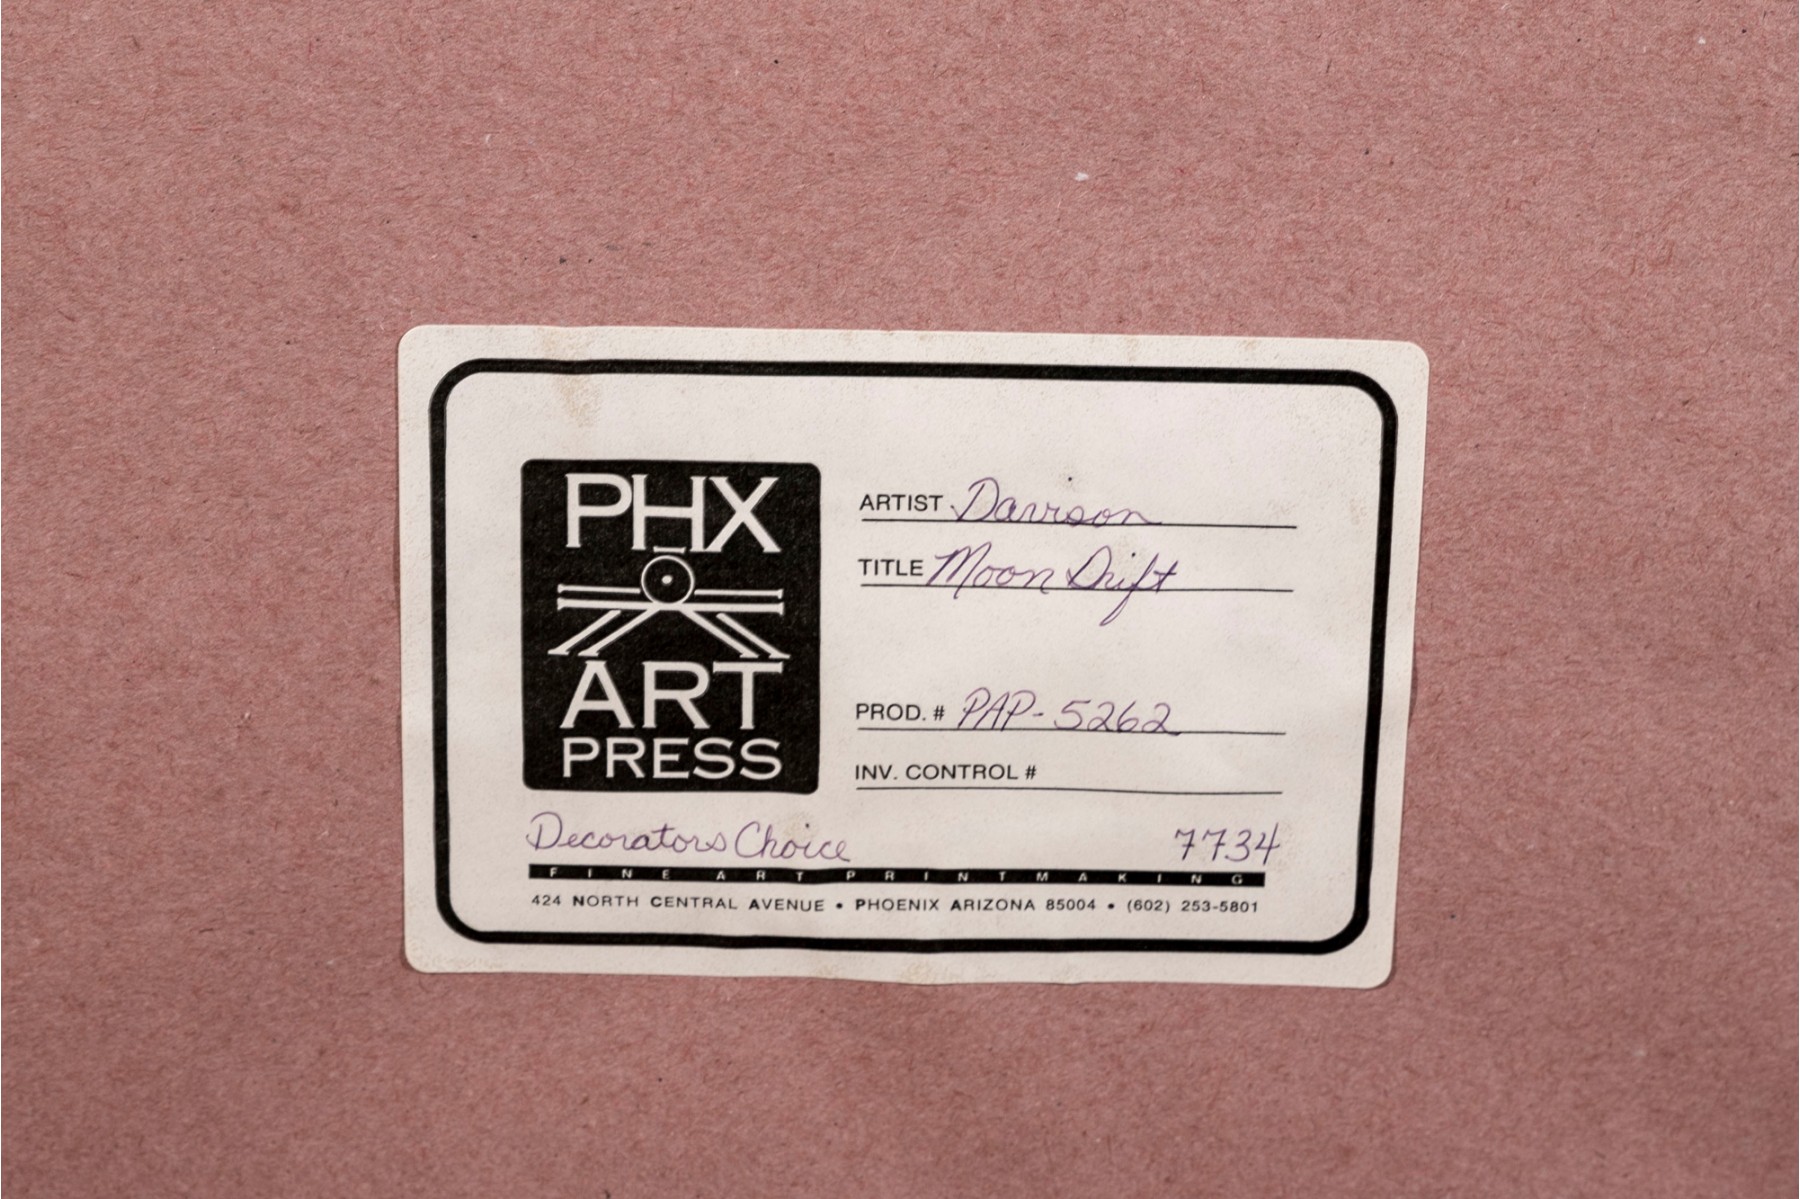 PHX
ART
PRESS
ARTIST Davison
TITLE Moon Drift
PROD. # PAP-5262
INV. CONTROL #
Decorators Choice 7734
FINE ART PRINTMAKING
424 NORTH CENTRAL AVENUE • PHOENIX ARIZONA 85004 • (602) 253-5801